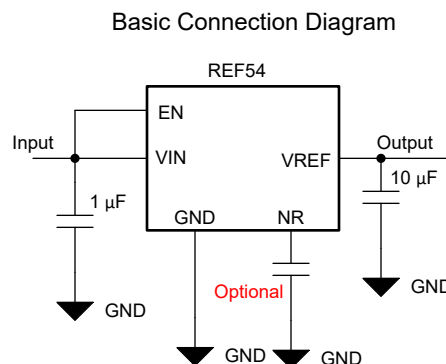 Basic Connection Diagram
REF54
EN
Input
VIN
VREF
Output
1 µF
10 µF
GND
NR
Optional
GND
GND
GND
GND